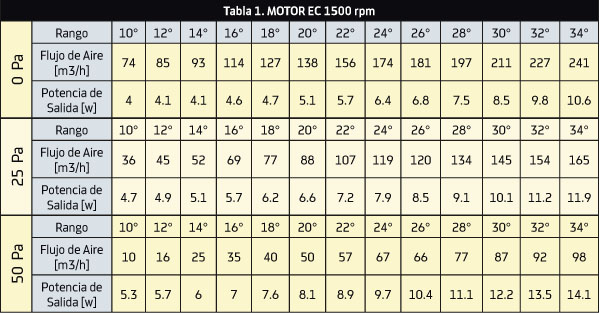 Tabla 1. MOTOR EC 1500 rpm
0 Pa
Rango 10° 12° 14° 16° 18° 20° 22° 24° 26° 28° 30° 32° 34°
Flujo de Aire
[m3/h] 74 85 93 114 127 138 156 174 181 197 211 227 241
Potencia de
Salida [w] 4 4.1 4.1 4.6 4.7 5.1 5.7 6.4 6.8 7.5 8.5 9.8 10.6
25 Pa
Rango 10° 12° 14° 16° 18° 20° 22° 24° 26° 28° 30° 32° 34°
Flujo de Aire
[m3/h] 36 45 52 69 77 88 107 119 120 134 145 154 165
Potencia de
Salida [w] 4.7 4.9 5.1 5.7 6.2 6.6 7.2 7.9 8.5 9.1 10.1 11.2 11.9
50 Pa
Rango 10° 12° 14° 16° 18° 20° 22° 24° 26° 28° 30° 32° 34°
Flujo de Aire
[m3/h] 10 16 25 35 40 50 57 67 66 77 87 92 98
Potencia de
Salida [w] 5.3 5.7 6 7 7.6 8.1 8.9 9.7 10.4 11.1 12.2 13.5 14.1